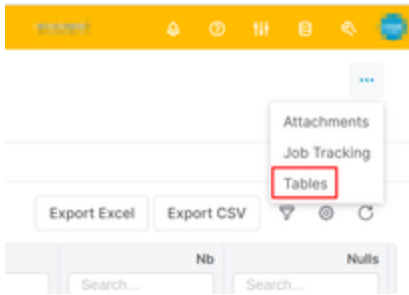 Attachments
Job Tracking
Tables
Export Excel Export CSV
Nb Nulls
Search... Search...